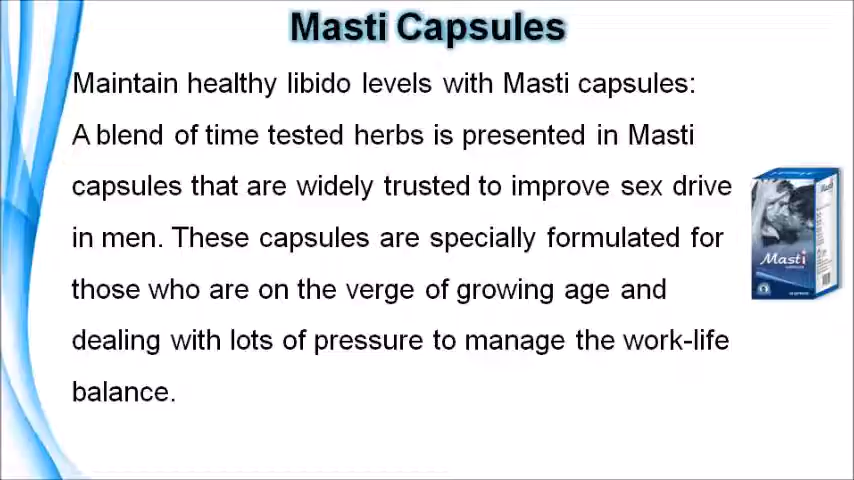 Masti Capsules
Maintain healthy libido levels with Masti capsules:
A blend of time tested herbs is presented in Masti
capsules that are widely trusted to improve sex drive
in men. These capsules are specially formulated for
those who are on the verge of growing age and
dealing with lots of pressure to manage the work-life
balance.
Masti